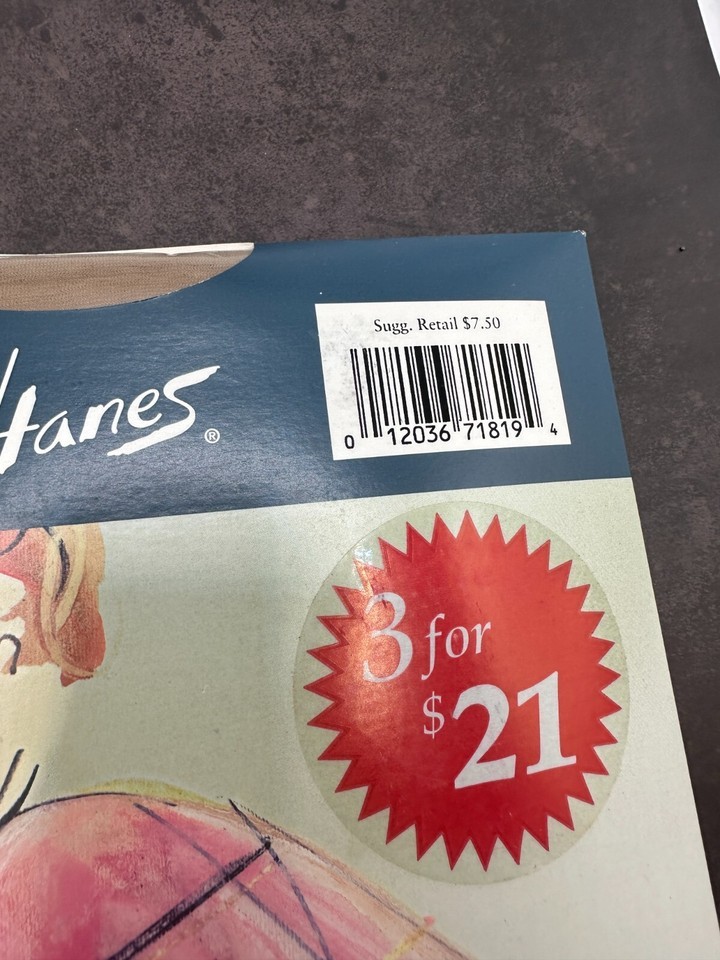 Sugg. Retail $7.50
0 12036 71819 4
Hanes®
3 for
$21